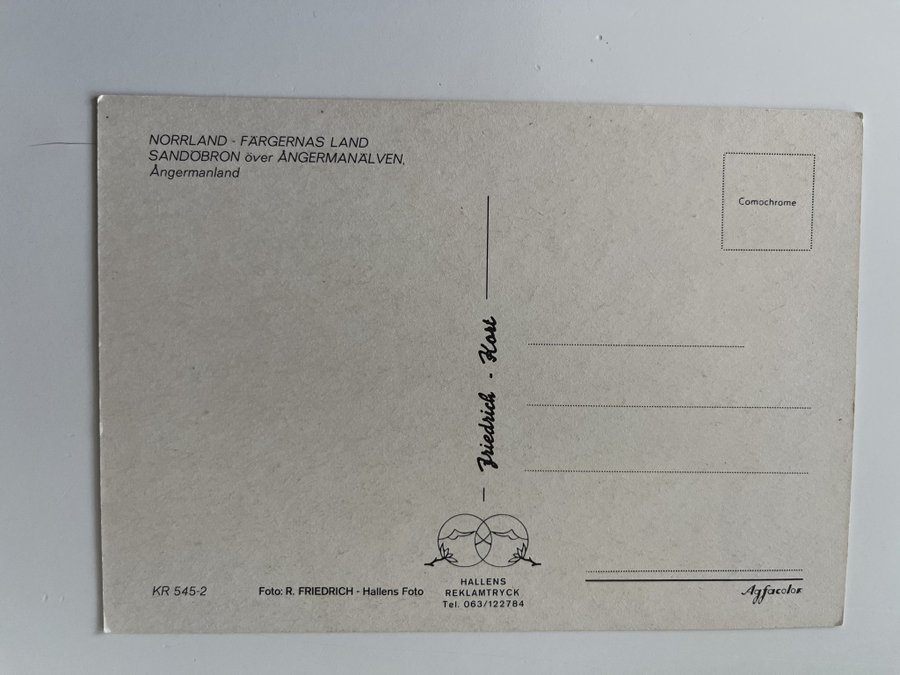 NORRLAND - FÄRGERNAS LAND
SANDÖBRON över ÅNGERMANÄLVEN,
Ångermanland
Comochrome
Friedrich - Kort
KR 545-2
Foto: R. FRIEDRICH - Hallens Foto
HALLENS
REKLAMTRYCK
Tel. 063/122784
Agfacolor